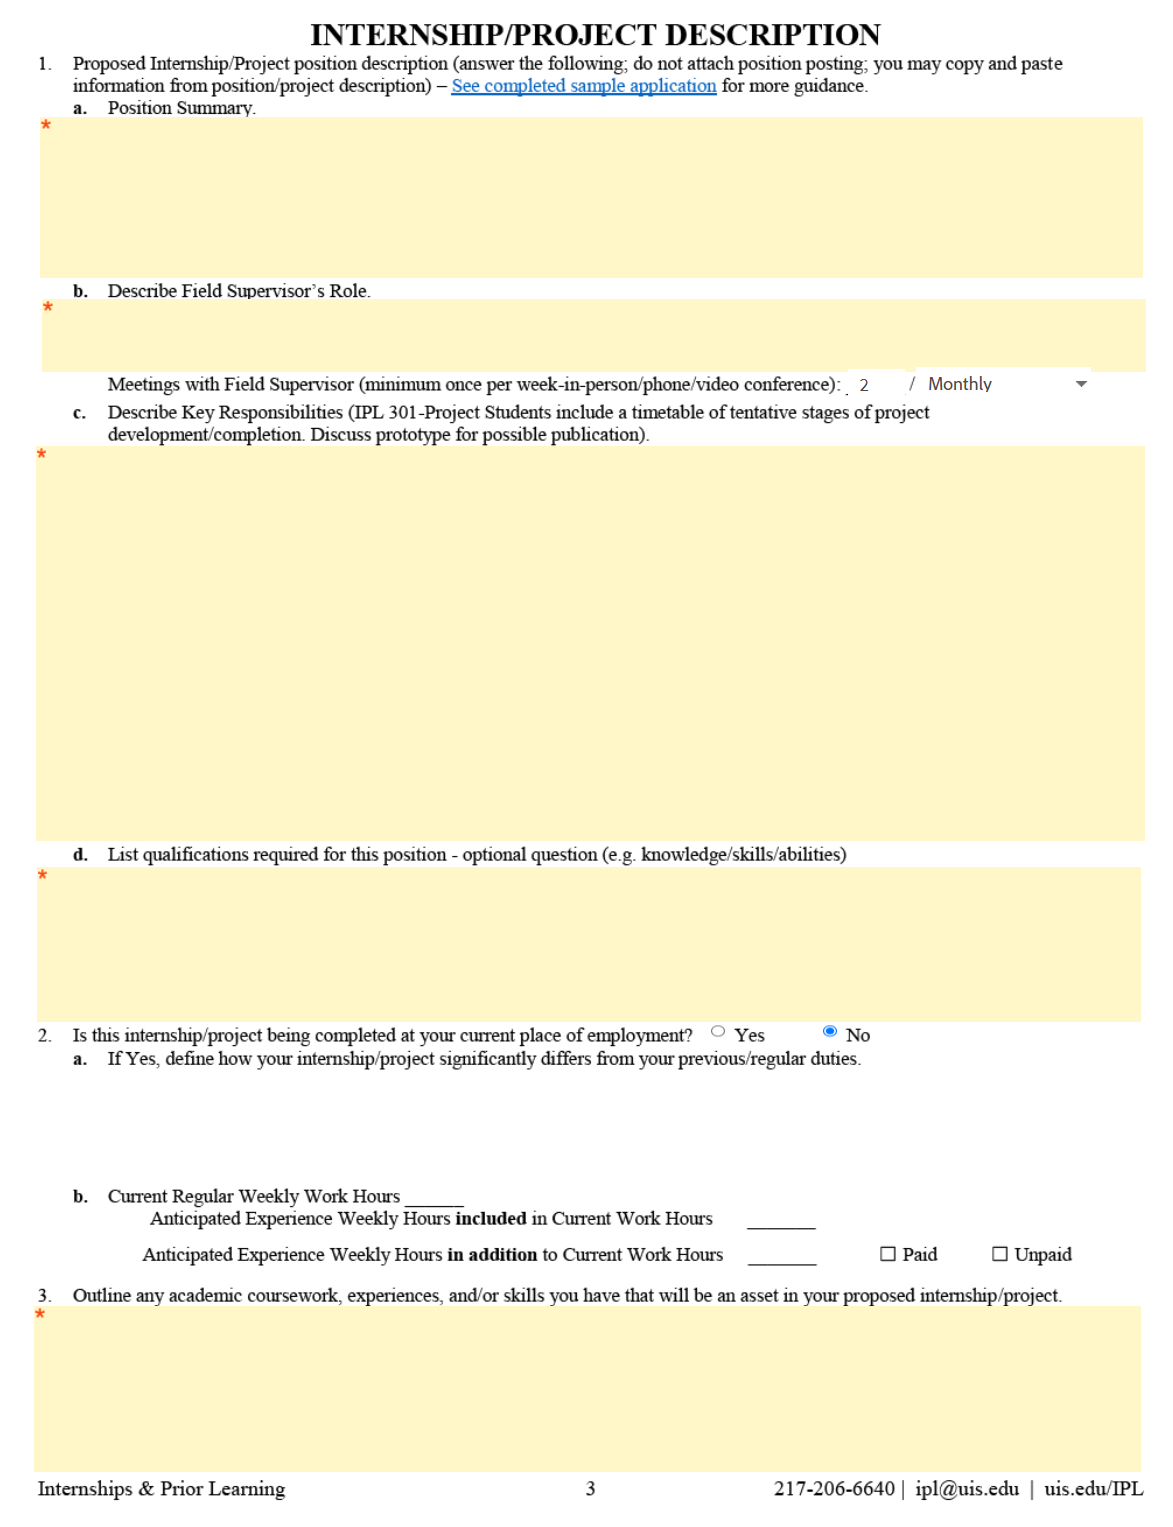 INTERNSHIP/PROJECT DESCRIPTION
1. Proposed Internship/Project position description (answer the following; do not attach position posting; you may copy and paste
information from position/project description) – See completed sample application for more guidance.
a. Position Summary.
*
b. Describe Field Supervisor's Role.
*
Meetings with Field Supervisor (minimum once per week-in-person/phone/video conference): 2 / Monthly
c. Describe Key Responsibilities (IPL 301-Project Students include a timetable of tentative stages of project
development/completion. Discuss prototype for possible publication).
*
d. List qualifications required for this position - optional question (e.g. knowledge/skills/abilities)
*
2. Is this internship/project being completed at your current place of employment? Yes No
a. If Yes, define how your internship/project significantly differs from your previous/regular duties.
b. Current Regular Weekly Work Hours ______
Anticipated Experience Weekly Hours included in Current Work Hours _______
Anticipated Experience Weekly Hours in addition to Current Work Hours _______ ☐ Paid ☐ Unpaid
3. Outline any academic coursework, experiences, and/or skills you have that will be an asset in your proposed internship/project.
*
Internships & Prior Learning 3 217-206-6640 | ipl@uis.edu | uis.edu/IPL